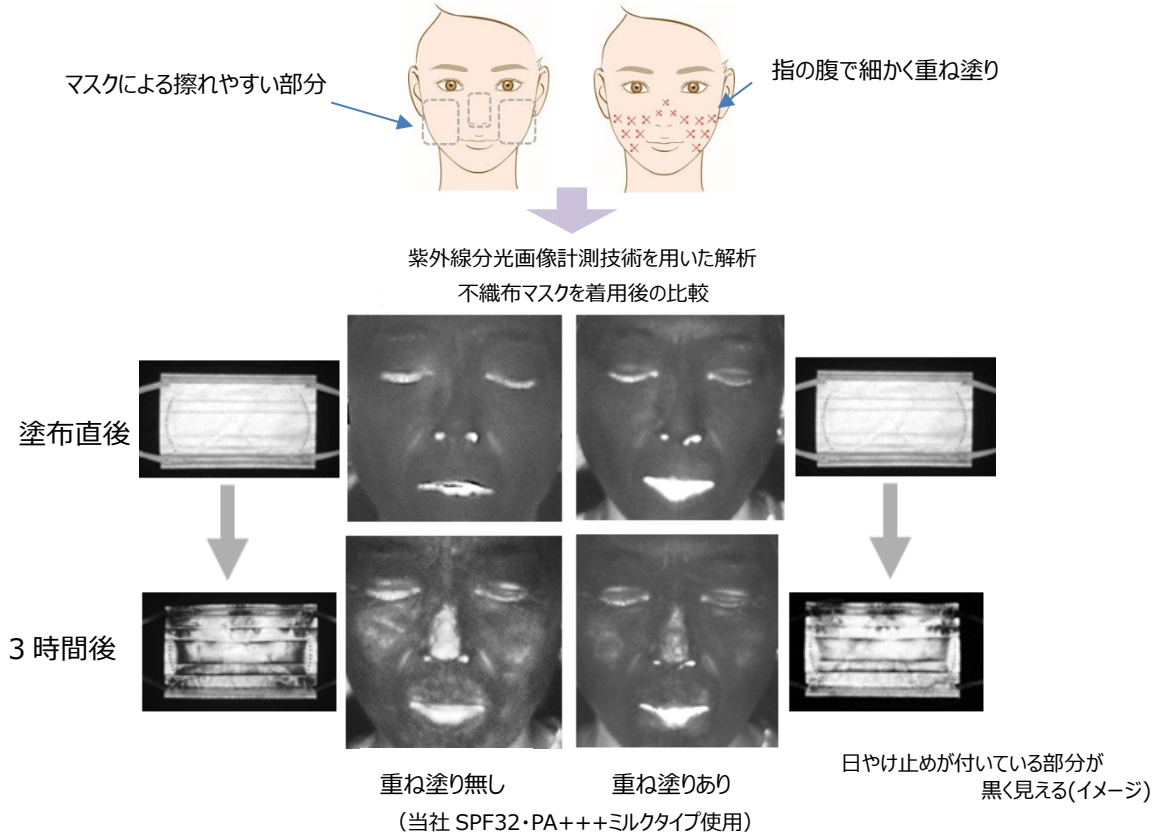 マスクによる擦れやすい部分
指の腹で細かく重ね塗り
紫外線分光画像計測技術を用いた解析
不織布マスクを着用後の比較
塗布直後
3 時間後
重ね塗り無し
重ね塗りあり
（当社 SPF32・PA+++ミルクタイプ使用）
日やけ止めが付いている部分が
黒く見える(イメージ)